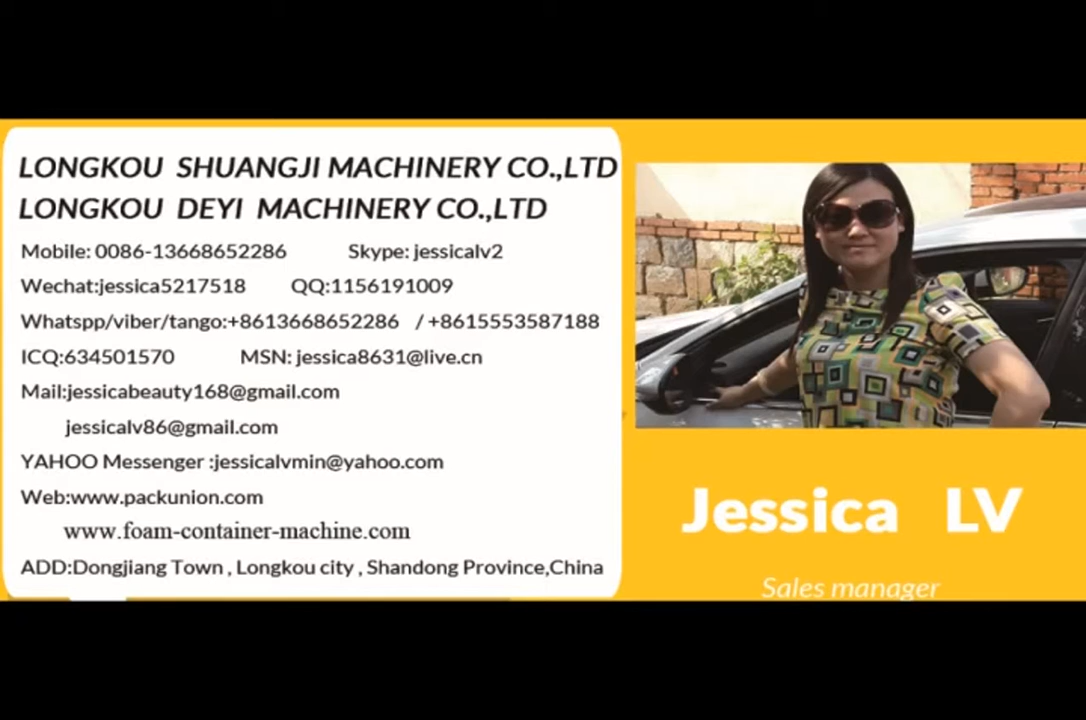 LONGKOU SHUANGJI MACHINERY CO.,LTD
LONGKOU DEYI MACHINERY CO.,LTD
Mobile: 0086-13668652286 Skype: jessicalv2
Wechat:jessica5217518 QQ:1156191009
Whatspp/viber/tango:+8613668652286 / +8615553587188
ICQ:634501570 MSN: jessica8631@live.cn
Mail:jessicabeauty168@gmail.com
jessicalv86@gmail.com
YAHOO Messenger :jessicalvmin@yahoo.com
Web:www.packunion.com
www.foam-container-machine.com
ADD:Dongjiang Town , Longkou city , Shandong Province,China
Jessica LV
Sales manager